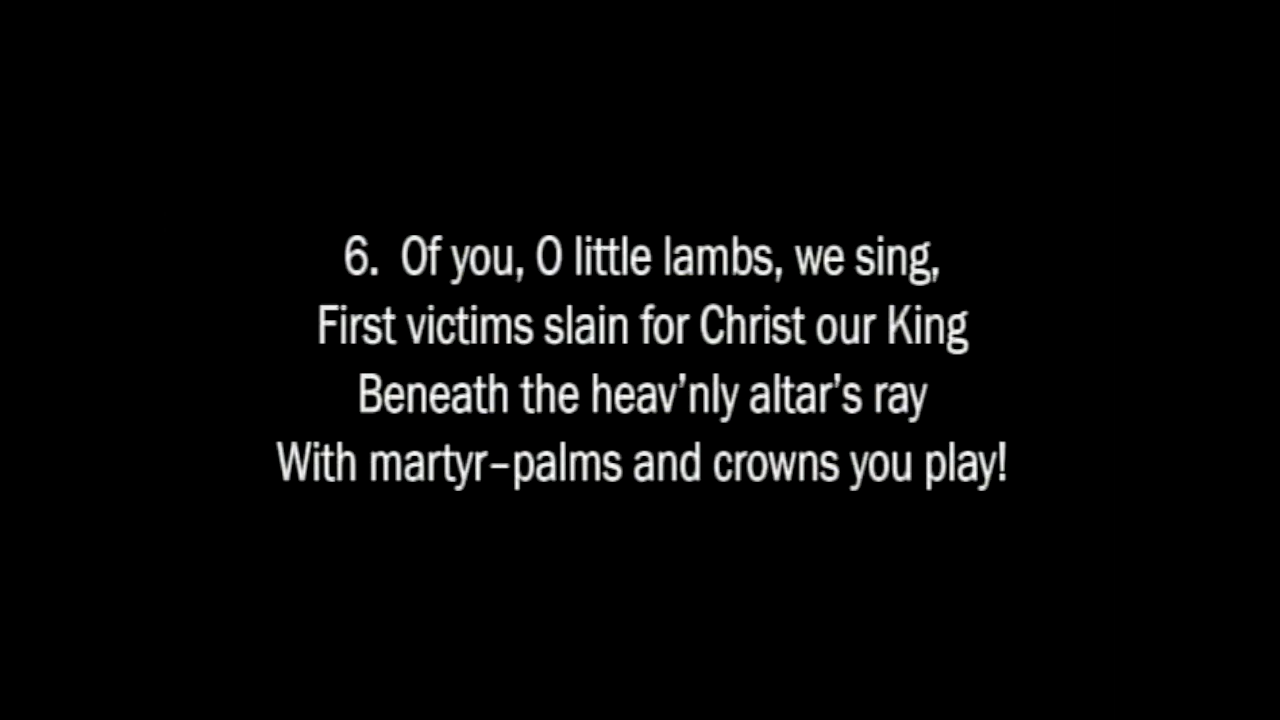 6.  Of you, O little lambs, we sing,
First victims slain for Christ our King
Beneath the heav’nly altar’s ray
With martyr–palms and crowns you play!